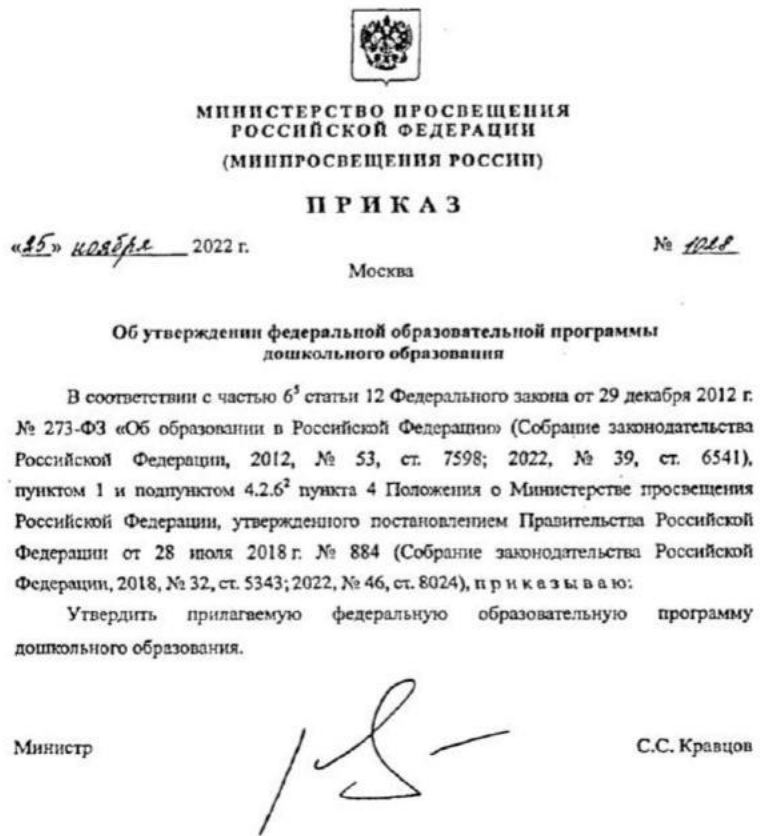 МИНИСТЕРСТВО ПРОСВЕЩЕНИЯ
РОССИЙСКОЙ ФЕДЕРАЦИИ
(МИНПРОСВЕЩЕНИЯ РОССИИ)
ПРИКАЗ
«25» ноября 2022 г. № 1028
Москва
Об утверждении федеральной образовательной программы
дошкольного образования
В соответствии с частью 6⁵ статьи 12 Федерального закона от 29 декабря 2012 г.
№ 273-ФЗ «Об образовании в Российской Федерации» (Собрание законодательства
Российской Федерации, 2012, № 53, ст. 7598; 2022, № 39, ст. 6541),
пунктом 1 и подпунктом 4.2.6² пункта 4 Положения о Министерстве просвещения
Российской Федерации, утвержденного постановлением Правительства Российской
Федерации от 28 июля 2018 г. № 884 (Собрание законодательства Российской
Федерации, 2018, № 32, ст. 5343; 2022, № 46, ст. 8024), п р и к а з ы в а ю:
Утвердить прилагаемую федеральную образовательную программу
дошкольного образования.
Министр С.С. Кравцов